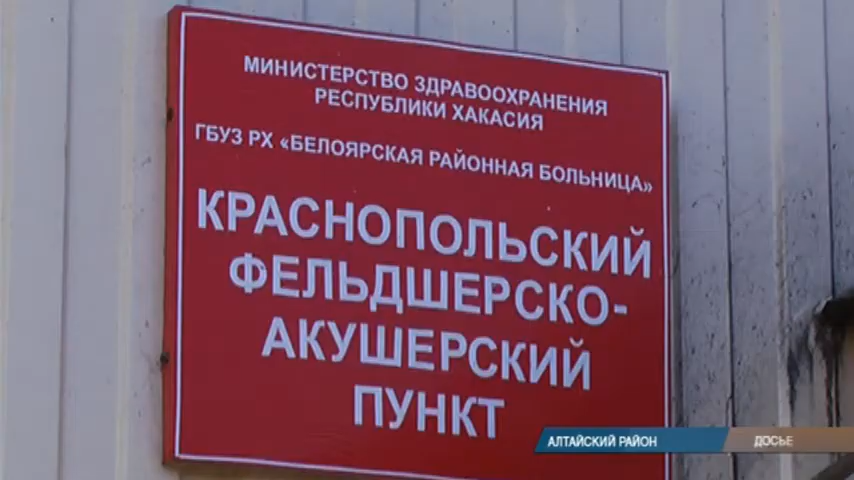 МИНИСТЕРСТВО ЗДРАВООХРАНЕНИЯ
РЕСПУБЛИКИ ХАКАСИЯ
ГБУЗ РХ «БЕЛОЯРСКАЯ РАЙОННАЯ БОЛЬНИЦА»
КРАСНОПОЛЬСКИЙ
ФЕЛЬДШЕРСКО-
АКУШЕРСКИЙ
ПУНКТ
АЛТАЙСКИЙ РАЙОН
ДОСЬЕ